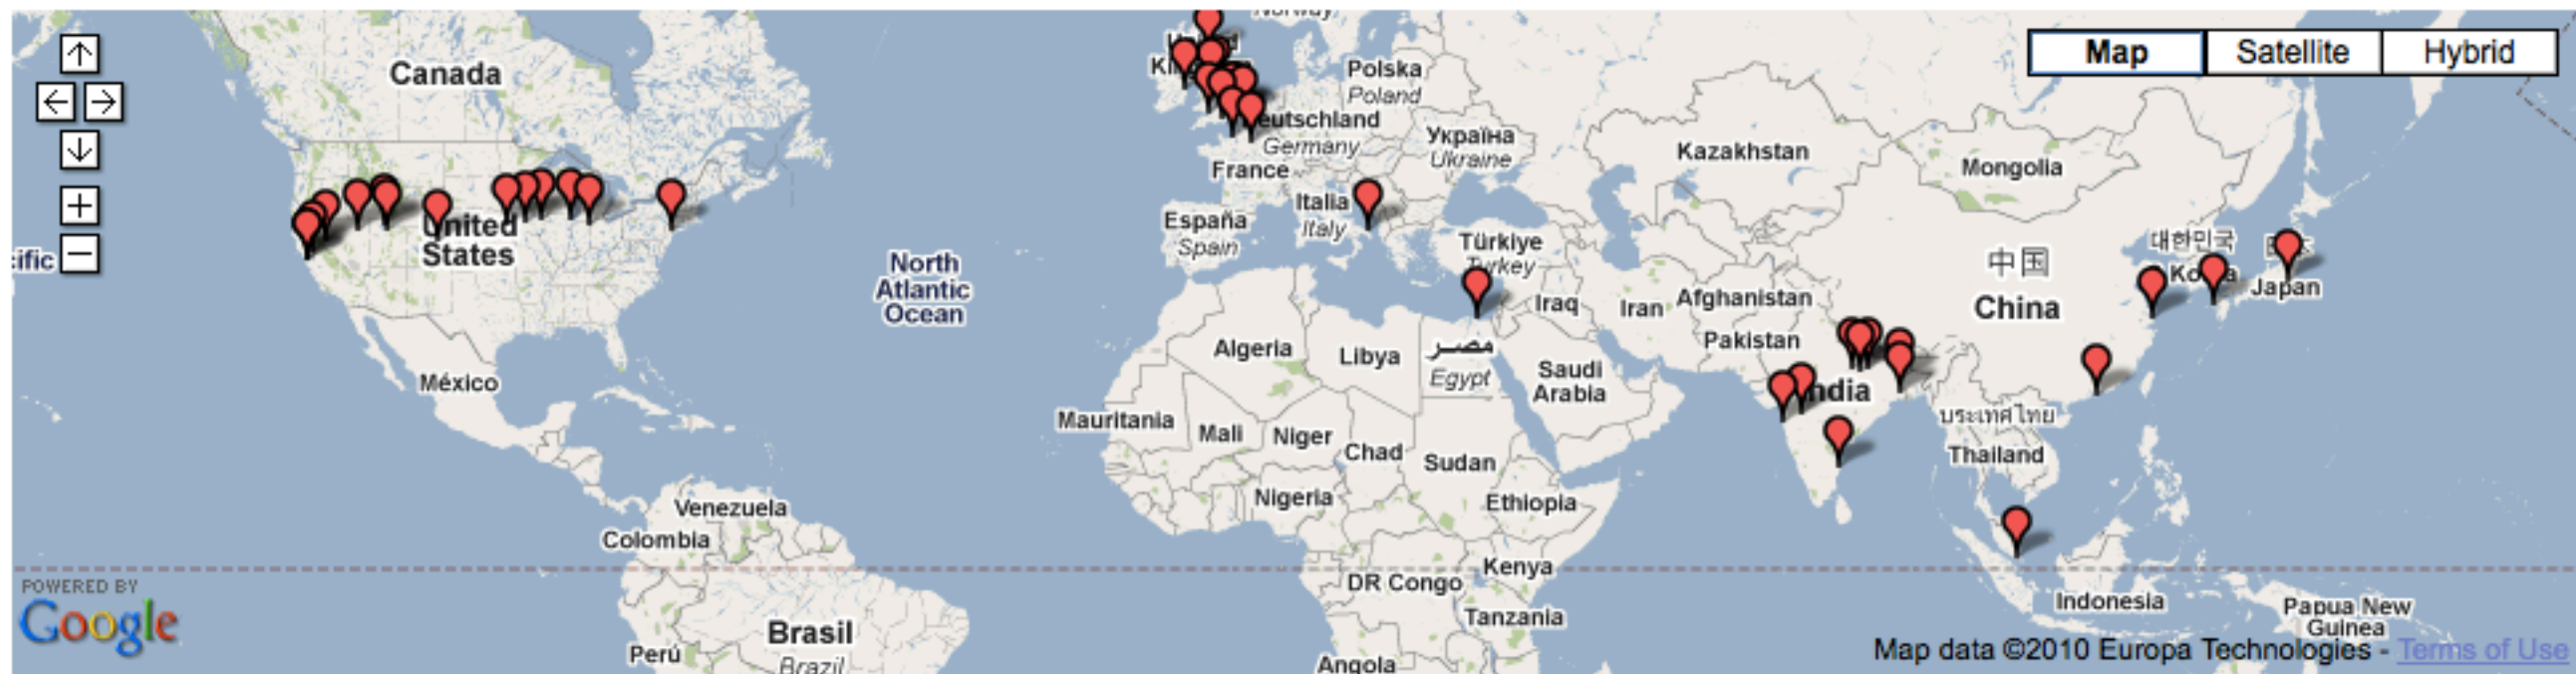 Norway
Map
Satellite
Hybrid
Canada
Polska
Poland
Deutschland
Germany
Україна
Ukraine
Kazakhstan
Mongolia
France
Italia
Italy
España
Spain
Türkiye
Turkey
United
States
North
Atlantic
Ocean
ific
대한민국
Korea
Japan
中国
China
Iraq
Iran
Afghanistan
Pakistan
Algeria
Libya
مصر
Egypt
Saudi
Arabia
México
India
Mauritania
Mali
Niger
Chad
Sudan
ประเทศไทย
Thailand
Nigeria
Ethiopia
Venezuela
Colombia
Kenya
DR Congo
Tanzania
Indonesia
Papua New
Guinea
Brasil
Brazil
Perú
Angola
POWERED BY
Google
Map data ©2010 Europa Technologies - Terms of Use